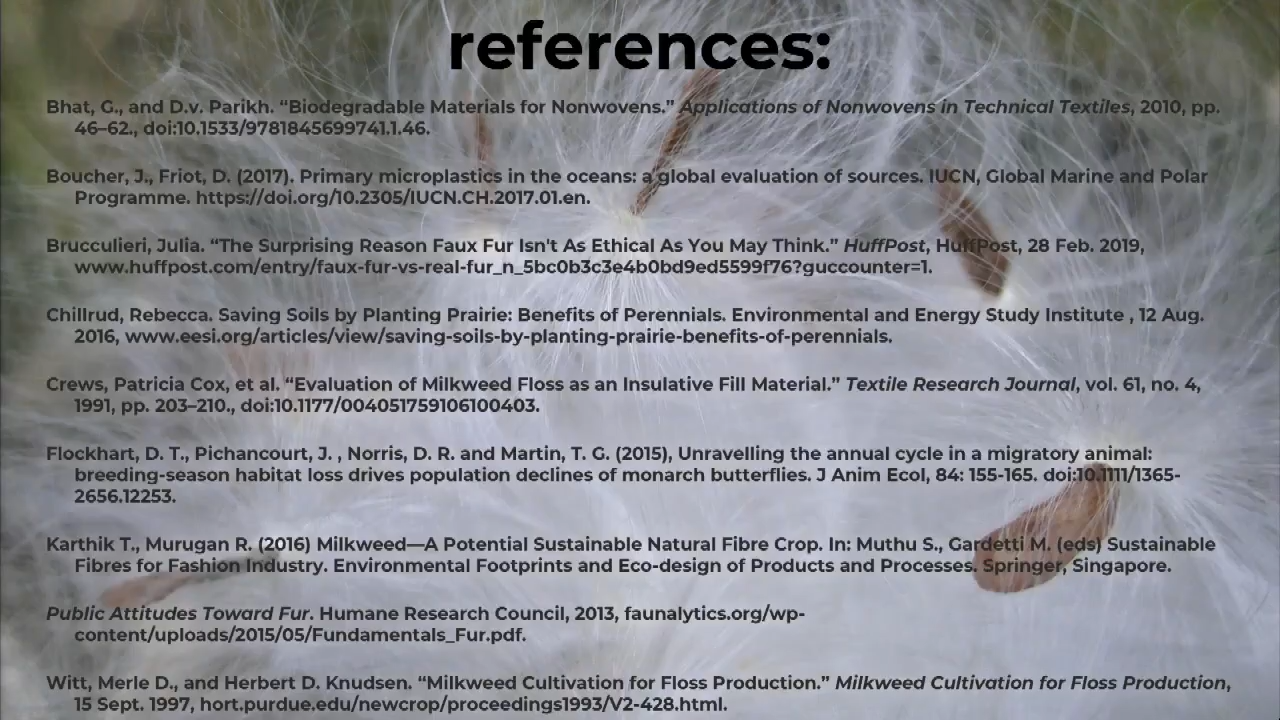 references:
Bhat, G., and D.v. Parikh. “Biodegradable Materials for Nonwovens.” Applications of Nonwovens in Technical Textiles, 2010, pp.
46–62., doi:10.1533/9781845699741.1.46.
Boucher, J., Friot, D. (2017). Primary microplastics in the oceans: a global evaluation of sources. IUCN, Global Marine and Polar
Programme. https://doi.org/10.2305/IUCN.CH.2017.01.en.
Brucculieri, Julia. “The Surprising Reason Faux Fur Isn't As Ethical As You May Think.” HuffPost, HuffPost, 28 Feb. 2019,
www.huffpost.com/entry/faux-fur-vs-real-fur_n_5bc0b3c3e4b0bd9ed5599f76?guccounter=1.
Chillrud, Rebecca. Saving Soils by Planting Prairie: Benefits of Perennials. Environmental and Energy Study Institute , 12 Aug.
2016, www.eesi.org/articles/view/saving-soils-by-planting-prairie-benefits-of-perennials.
Crews, Patricia Cox, et al. “Evaluation of Milkweed Floss as an Insulative Fill Material.” Textile Research Journal, vol. 61, no. 4,
1991, pp. 203–210., doi:10.1177/004051759106100403.
Flockhart, D. T., Pichancourt, J. , Norris, D. R. and Martin, T. G. (2015), Unravelling the annual cycle in a migratory animal:
breeding-season habitat loss drives population declines of monarch butterflies. J Anim Ecol, 84: 155-165. doi:10.1111/1365-
2656.12253.
Karthik T., Murugan R. (2016) Milkweed—A Potential Sustainable Natural Fibre Crop. In: Muthu S., Gardetti M. (eds) Sustainable
Fibres for Fashion Industry. Environmental Footprints and Eco-design of Products and Processes. Springer, Singapore.
Public Attitudes Toward Fur. Humane Research Council, 2013, faunalytics.org/wp-
content/uploads/2015/05/Fundamentals_Fur.pdf.
Witt, Merle D., and Herbert D. Knudsen. “Milkweed Cultivation for Floss Production.” Milkweed Cultivation for Floss Production,
15 Sept. 1997, hort.purdue.edu/newcrop/proceedings1993/V2-428.html.